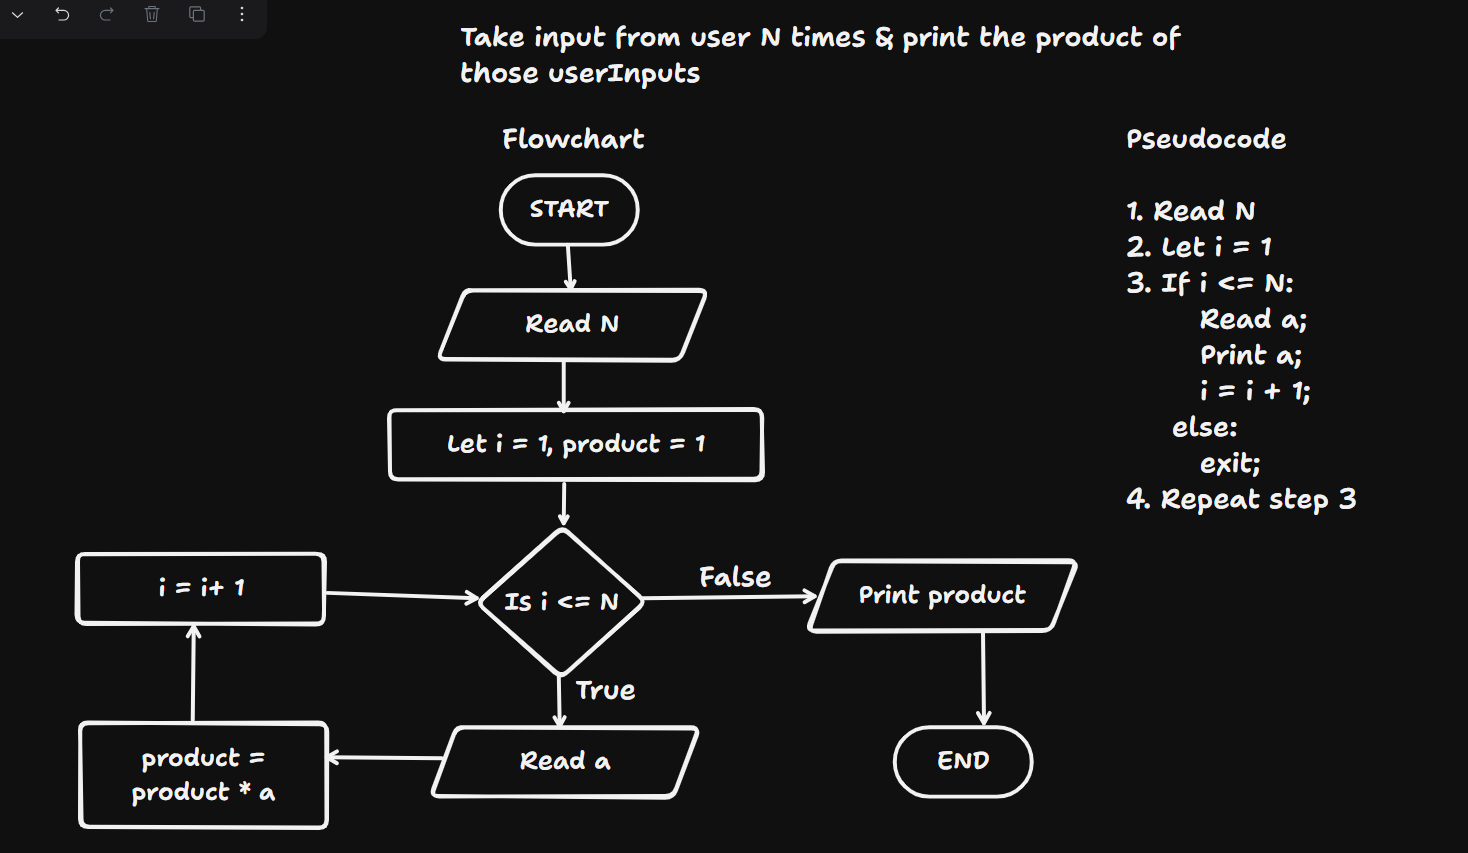 Take input from user N times & print the product of
those userInputs
Flowchart
START
Read N
Let i = 1, product = 1
Is i <= N
True
False
Read a
product =
product * a
i = i+ 1
Print product
END
Pseudocode
1. Read N
2. Let i = 1
3. If i <= N:
Read a;
Print a;
i = i + 1;
else:
exit;
4. Repeat step 3